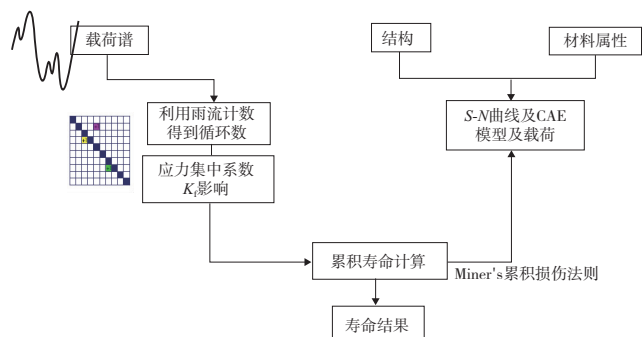 载荷谱
结构
材料属性
利用雨流计数
得到循环数
S-N曲线及CAE
模型及载荷
应力集中系数
Kf影响
累积寿命计算
Miner's累积损伤法则
寿命结果